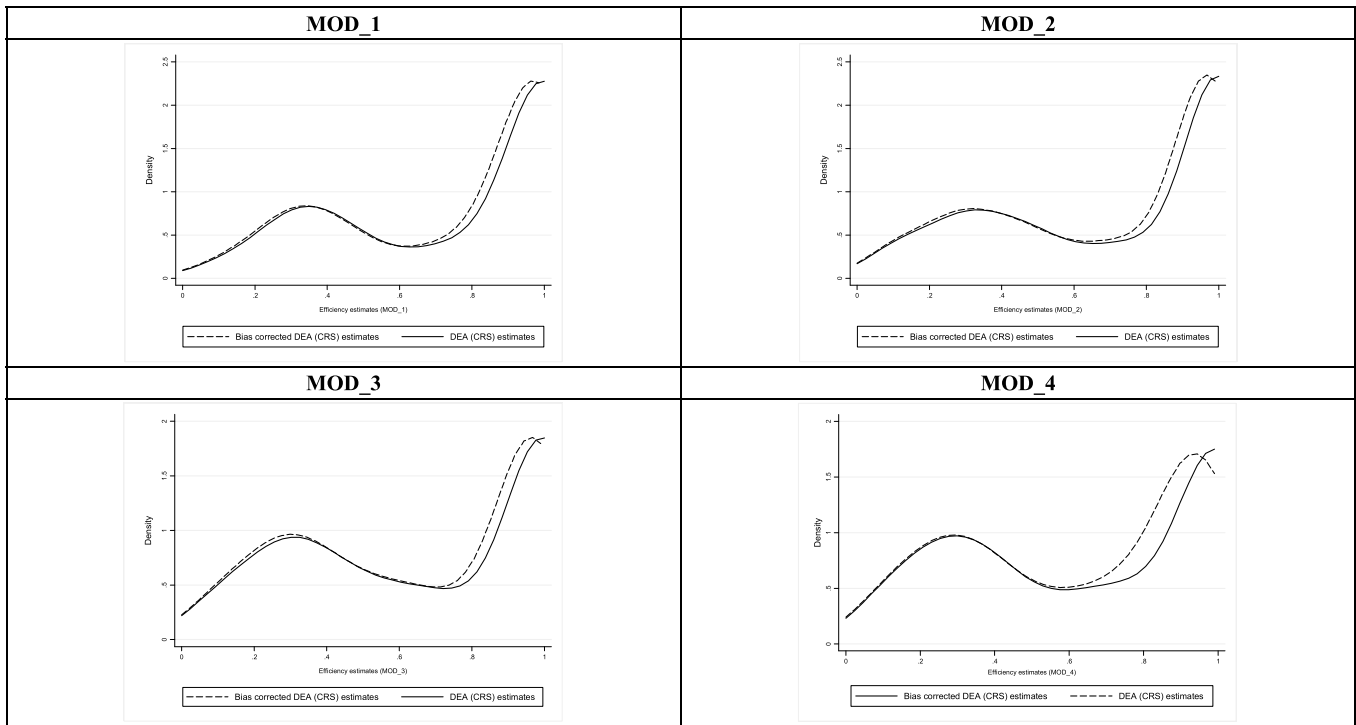 MOD_1
MOD_2
Density
0 .5 1 1.5 2 2.5
0 .2 .4 .6 .8 1
Efficiency estimates (MOD_1)
Bias corrected DEA (CRS) estimates DEA (CRS) estimates
Density
0 .5 1 1.5 2 2.5
0 .2 .4 .6 .8 1
Efficiency estimates (MOD_2)
Bias corrected DEA (CRS) estimates DEA (CRS) estimates
MOD_3
MOD_4
Density
0 .5 1 1.5 2
0 .2 .4 .6 .8 1
Efficiency estimates (MOD_3)
Bias corrected DEA (CRS) estimates DEA (CRS) estimates
Density
0 .5 1 1.5 2
0 .2 .4 .6 .8 1
Efficiency estimates (MOD_4)
Bias corrected DEA (CRS) estimates DEA (CRS) estimates